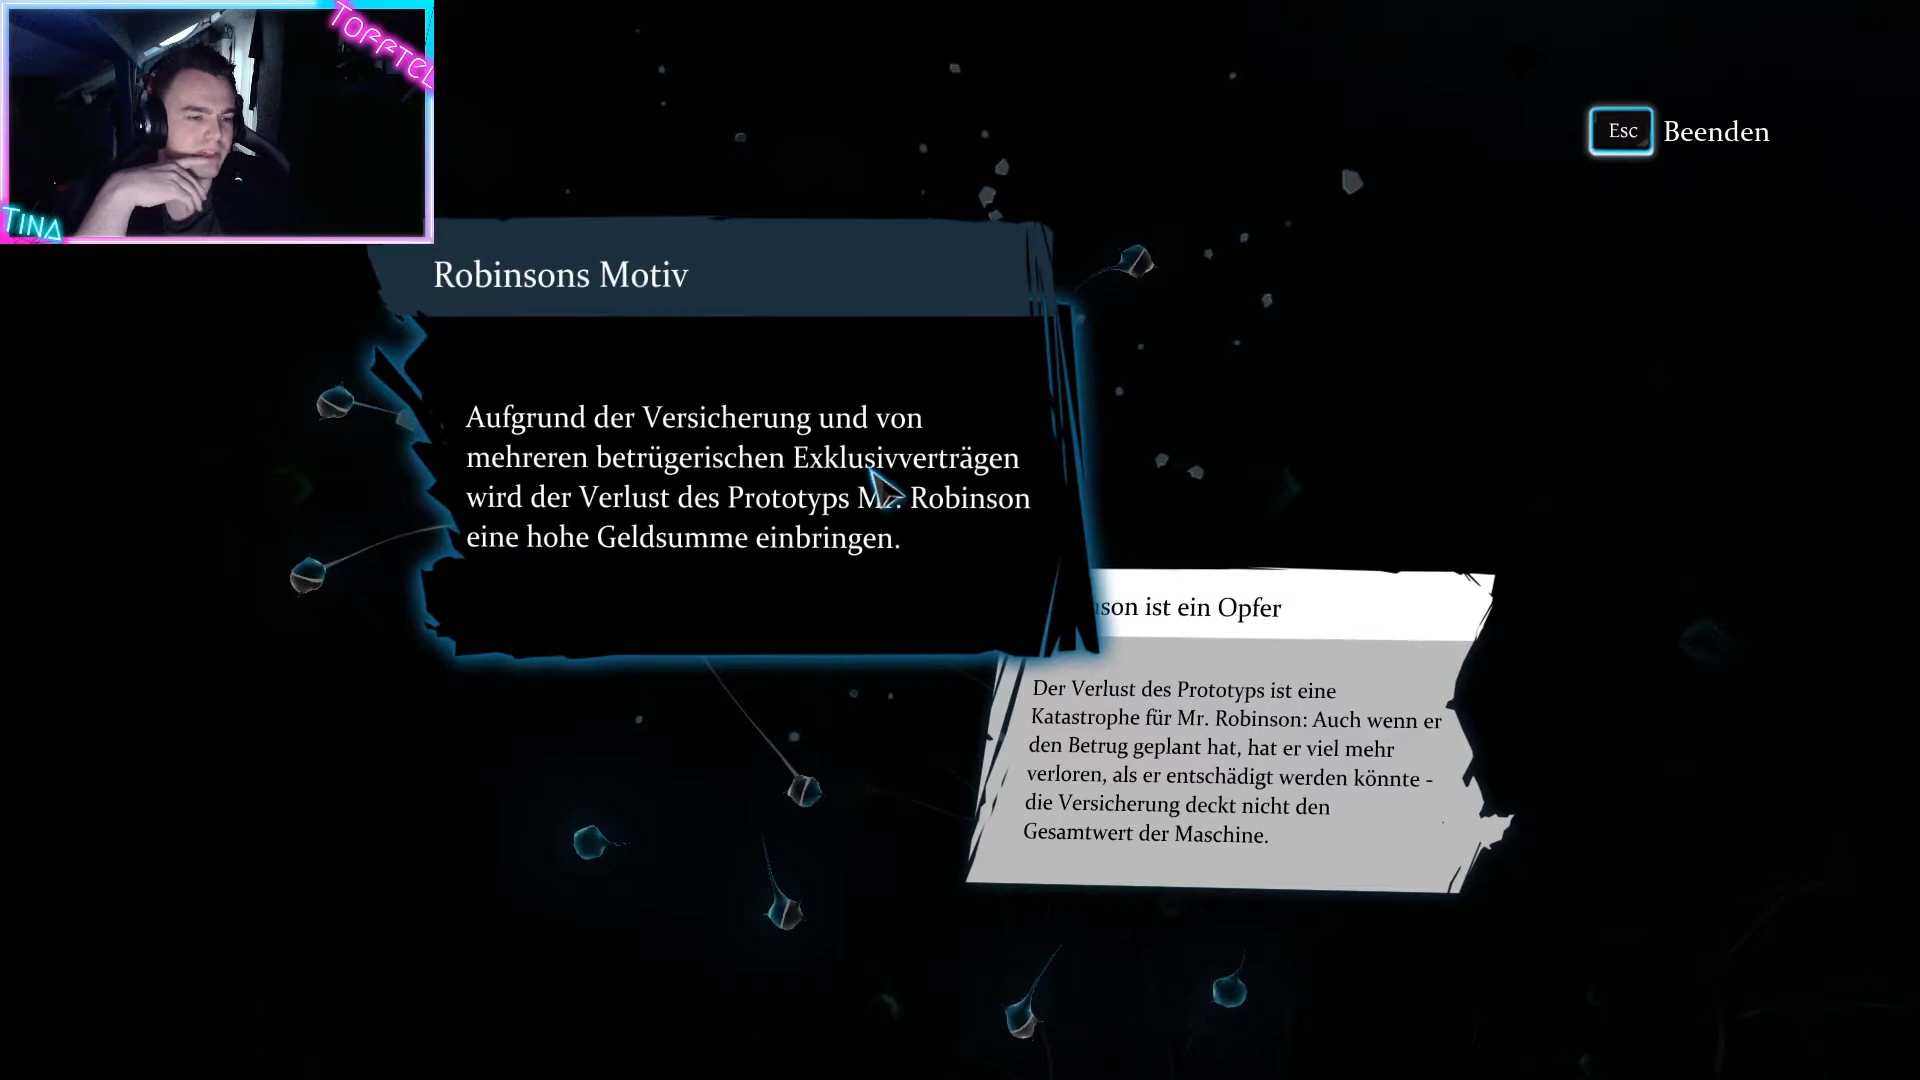 TOFFTEL
TINA
Esc Beenden
Robinsons Motiv
Aufgrund der Versicherung und von
mehreren betrügerischen Exklusivverträgen
wird der Verlust des Prototyps Mr. Robinson
eine hohe Geldsumme einbringen.
son ist ein Opfer
Der Verlust des Prototyps ist eine
Katastrophe für Mr. Robinson: Auch wenn er
den Betrug geplant hat, hat er viel mehr
verloren, als er entschädigt werden könnte -
die Versicherung deckt nicht den
Gesamtwert der Maschine.